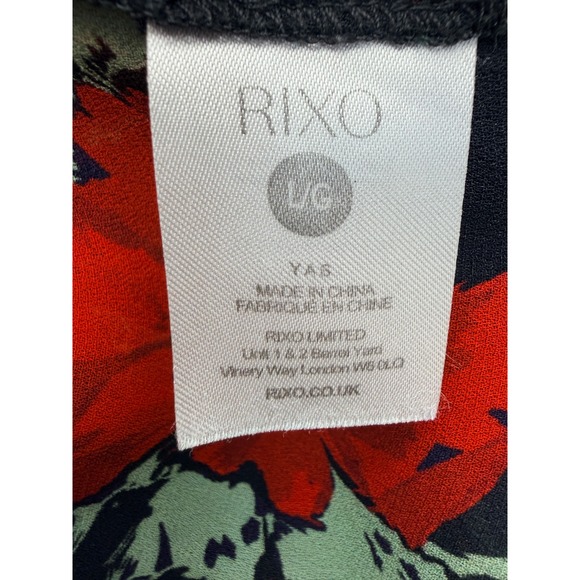 RIXO
L/G
YAS
MADE IN CHINA
FABRIQUÉ EN CHINE
RIXO LIMITED
Unit 1 & 2 Barrel Yard
Vinery Way London W6 0LQ
RIXO.CO.UK